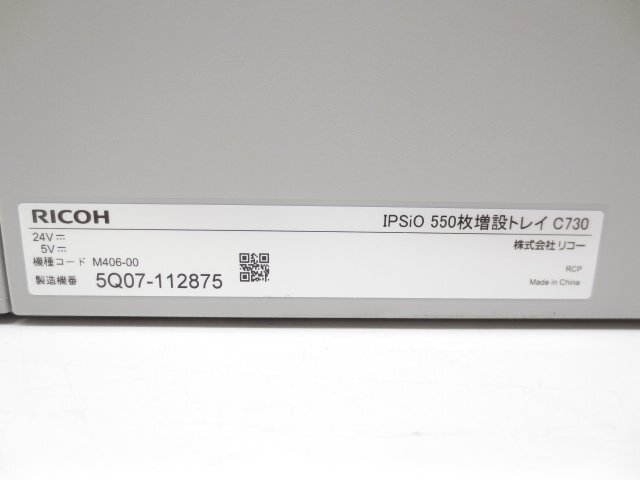 RICOH
IPSiO 550枚増設トレイ C730
24V⎓
5V⎓
株式会社リコー
機種コード M406-00
RCP
製造機番 5Q07-112875
Made in China